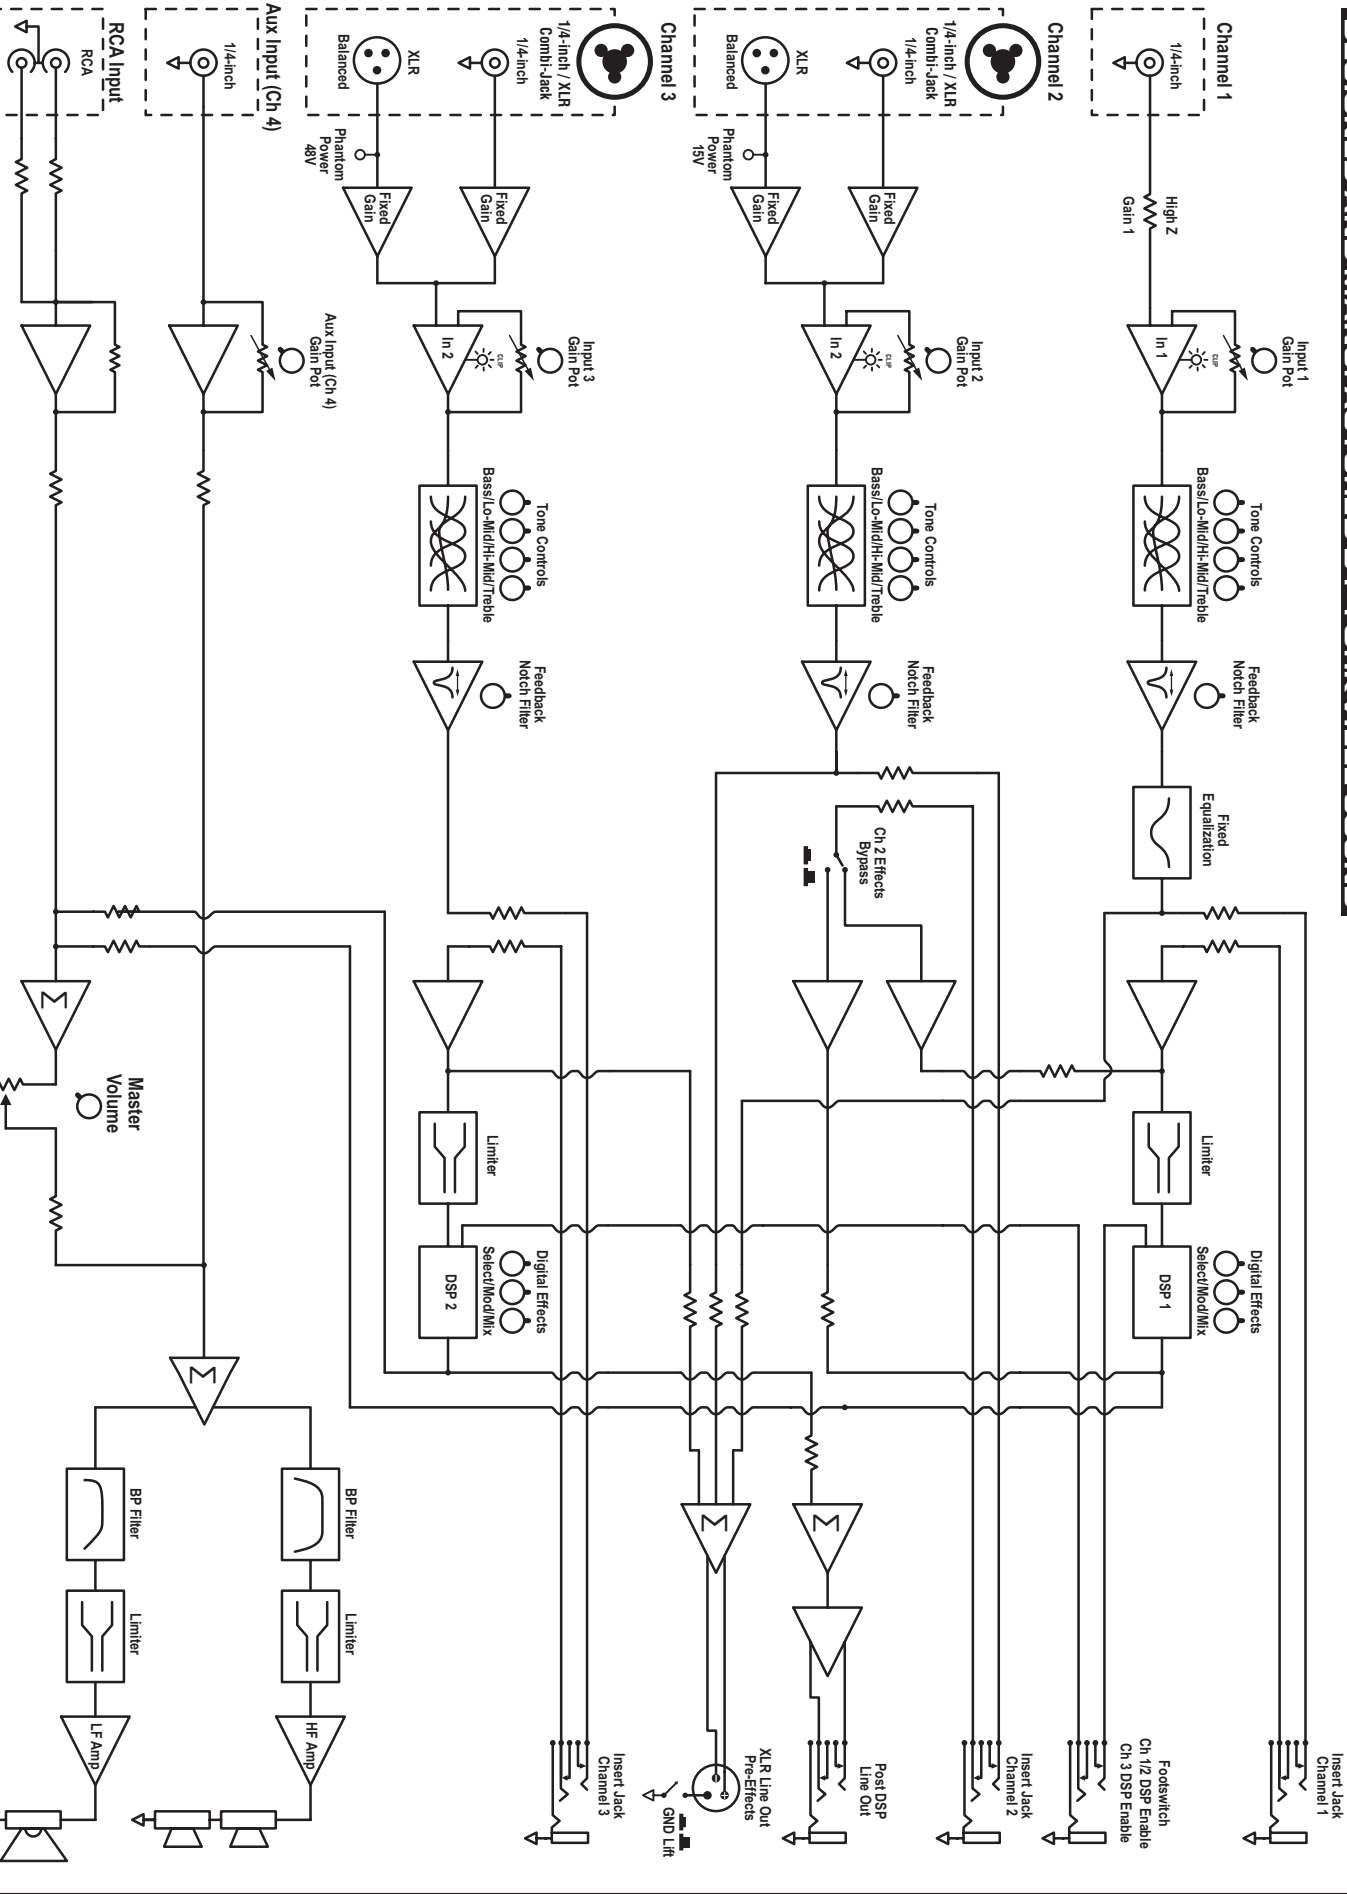 Channel 1
1/4-inch
High Z
Gain 1
Input 1
Gain Pot
CLIP
In 1
Tone Controls
Bass/Lo-Mid/Hi-Mid/Treble
Feedback
Notch Filter
Fixed
Equalization
Limiter
Digital Effects
Select/Mod/Mix
DSP 1
Insert Jack
Channel 1
Footswitch
Ch 1/2 DSP Enable
Ch 3 DSP Enable
Channel 2
1/4-inch / XLR
Combi-Jack
1/4-inch
XLR
Balanced
Phantom
Power
15V
Fixed
Gain
Fixed
Gain
Input 2
Gain Pot
CLIP
In 2
Tone Controls
Bass/Lo-Mid/Hi-Mid/Treble
Feedback
Notch Filter
Ch 2 Effects
Bypass
Insert Jack
Channel 2
Post DSP
Line Out
XLR Line Out
Pre-Effects
GND Lift
Channel 3
1/4-inch / XLR
Combi-Jack
1/4-inch
XLR
Balanced
Phantom
Power
48V
Fixed
Gain
Fixed
Gain
Input 3
Gain Pot
CLIP
In 2
Tone Controls
Bass/Lo-Mid/Hi-Mid/Treble
Feedback
Notch Filter
Limiter
Digital Effects
Select/Mod/Mix
DSP 2
Insert Jack
Channel 3
Aux Input (Ch 4)
1/4-inch
Aux Input (Ch 4)
Gain Pot
RCA Input
RCA
Σ
Master
Volume
Σ
Σ
Σ
BP Filter
Limiter
HF Amp
BP Filter
Limiter
LF Amp